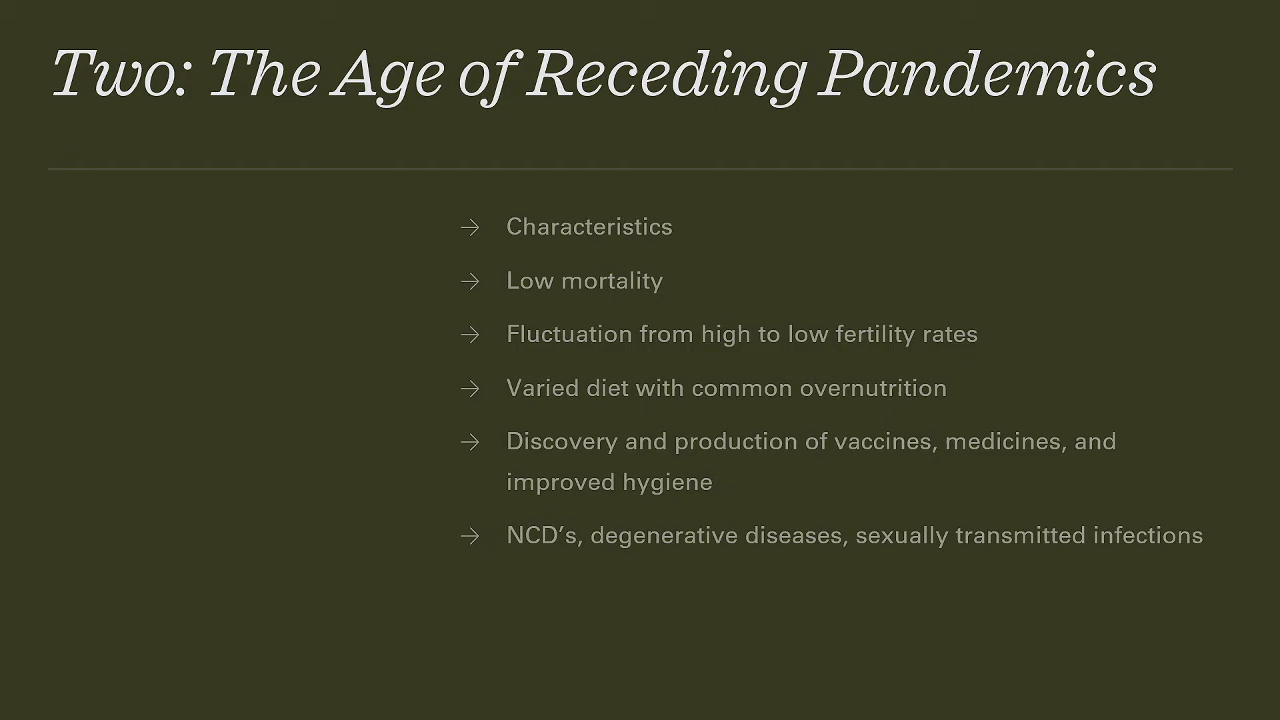 Two: The Age of Receding Pandemics
→ Characteristics
→ Low mortality
→ Fluctuation from high to low fertility rates
→ Varied diet with common overnutrition
→ Discovery and production of vaccines, medicines, and
improved hygiene
→ NCD’s, degenerative diseases, sexually transmitted infections